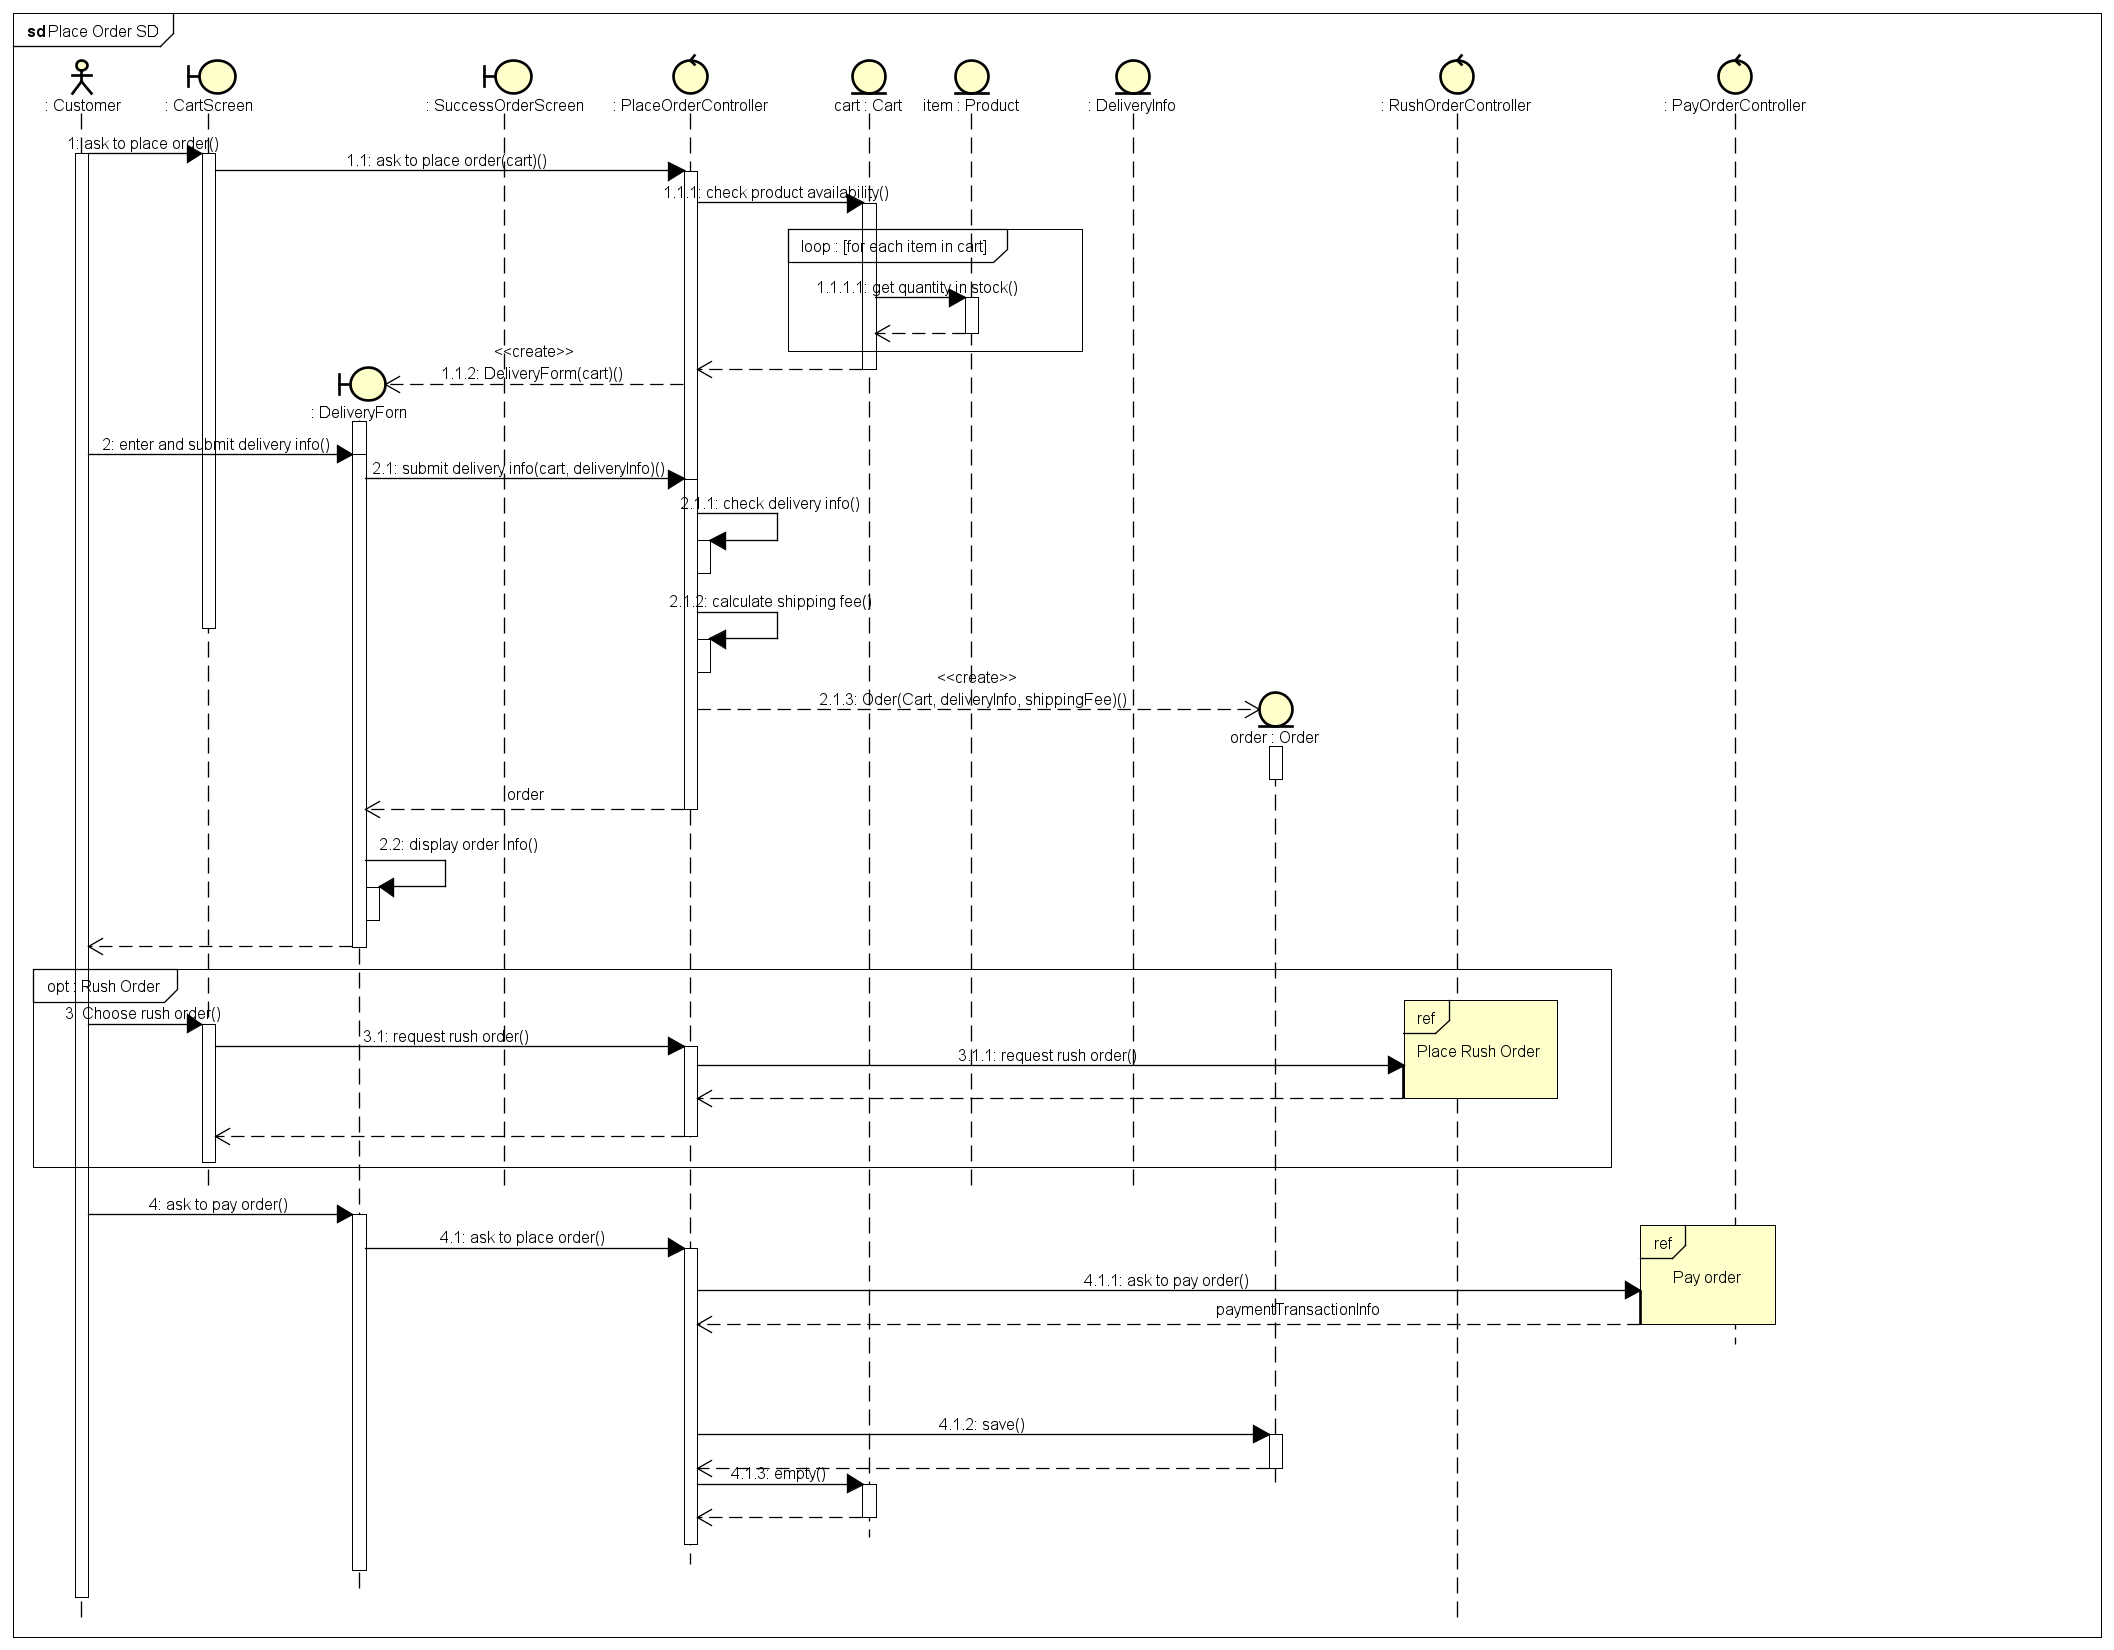 sd Place Order SD
: Customer
: CartScreen
: SuccessOrderScreen
: PlaceOrderController
cart : Cart
item : Product
: DeliveryInfo
: RushOrderController
: PayOrderController
1: ask to place order()
1.1: ask to place order(cart)()
1.1.1: check product availability()
loop : [for each item in cart]
1.1.1.1: get quantity in stock()
<<create>>
1.1.2: DeliveryForm(cart)()
: DeliveryForn
2: enter and submit delivery info()
2.1: submit delivery info(cart, deliveryInfo)()
2.1.1: check delivery info()
2.1.2: calculate shipping fee()
<<create>>
2.1.3: Oder(Cart, deliveryInfo, shippingFee)()
order : Order
order
2.2: display order info()
opt : Rush Order
3: Choose rush order()
ref
Place Rush Order
3.1: request rush order()
3.1.1: request rush order()
4: ask to pay order()
4.1: ask to place order()
ref
Pay order
4.1.1: ask to pay order()
paymentTransactionInfo
4.1.2: save()
4.1.3: empty()